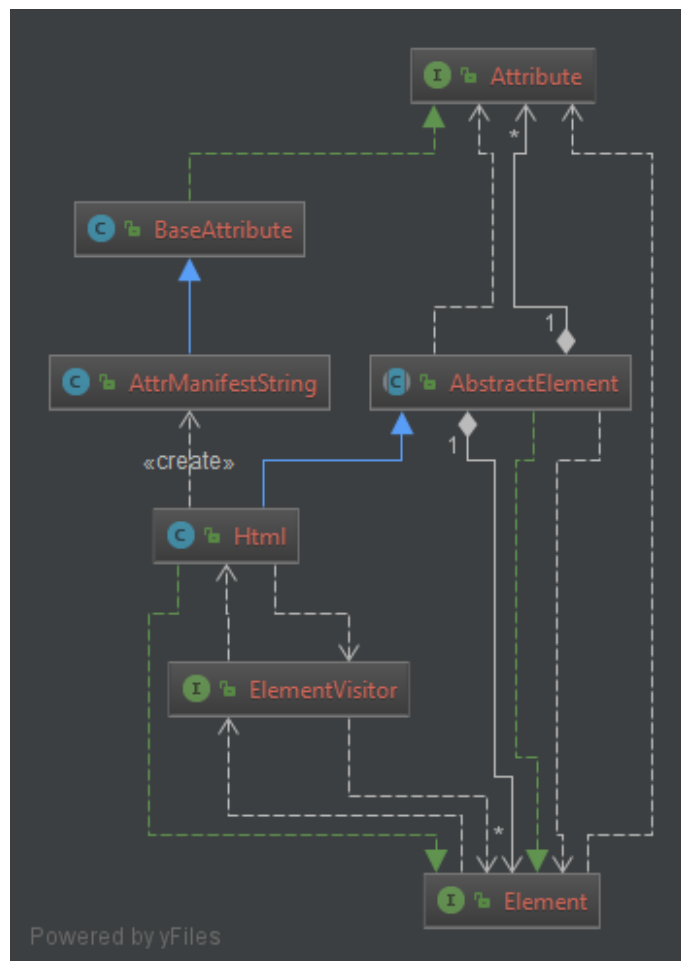 I Attribute
*
C BaseAttribute
1
C AttrManifestString
C AbstractElement
«create»
1
C Html
I ElementVisitor
*
I Element
Powered by yFiles